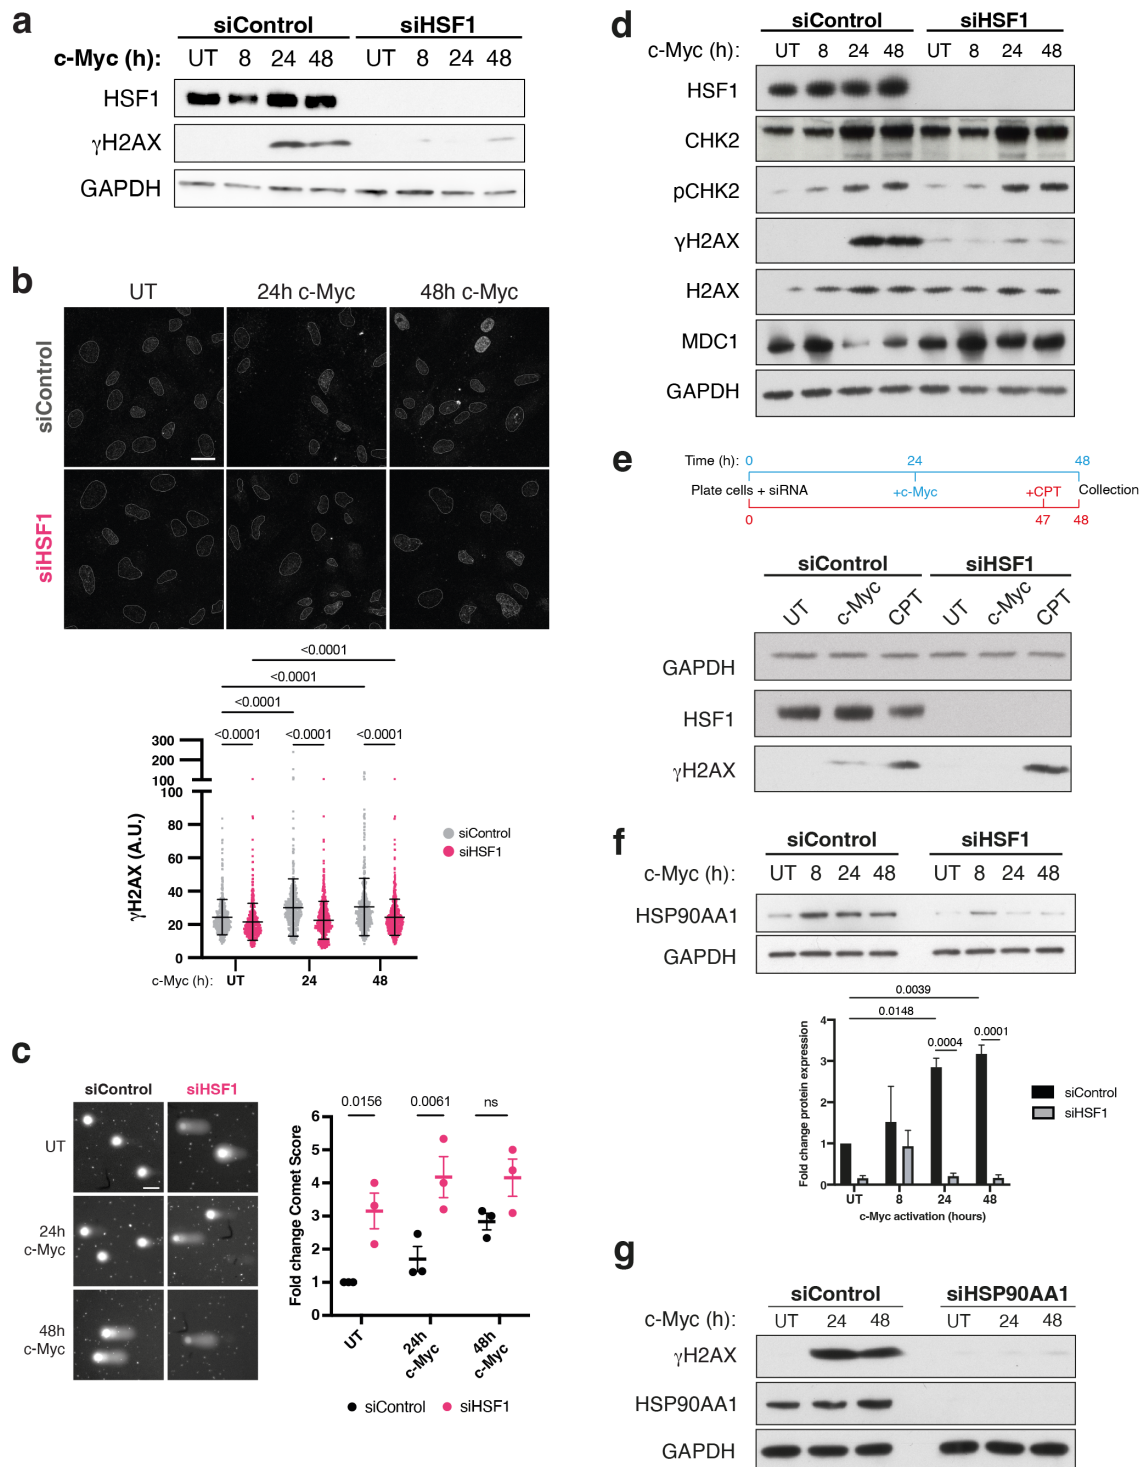 a
siControl siHSF1
c-Myc (h): UT 8 24 48 UT 8 24 48
HSF1
γH2AX
GAPDH
b
UT 24h c-Myc 48h c-Myc
siControl
siHSF1
<0.0001
<0.0001
<0.0001
<0.0001 <0.0001 <0.0001
300
200
100
100
80
60
40
20
0
γH2AX (A.U.)
siControl
siHSF1
c-Myc (h): UT 24 48
c
siControl siHSF1
UT
24h
c-Myc
48h
c-Myc
0.0156 0.0061 ns
6
5
4
3
2
1
0
Fold change Comet Score
UT
24h
c-Myc
48h
c-Myc
siControl siHSF1
d
siControl siHSF1
c-Myc (h): UT 8 24 48 UT 8 24 48
HSF1
CHK2
pCHK2
γH2AX
H2AX
MDC1
GAPDH
e
Time (h): 0 24 48
Plate cells + siRNA +c-Myc +CPT Collection
0 47 48
siControl siHSF1
UT c-Myc CPT UT c-Myc CPT
GAPDH
HSF1
γH2AX
f
siControl siHSF1
c-Myc (h): UT 8 24 48 UT 8 24 48
HSP90AA1
GAPDH
0.0039
0.0148
0.0004 0.0001
4
3
2
1
0
Fold change protein expression
siControl
siHSF1
UT 8 24 48
c-Myc activation (hours)
g
siControl siHSP90AA1
c-Myc (h): UT 24 48 UT 24 48
γH2AX
HSP90AA1
GAPDH